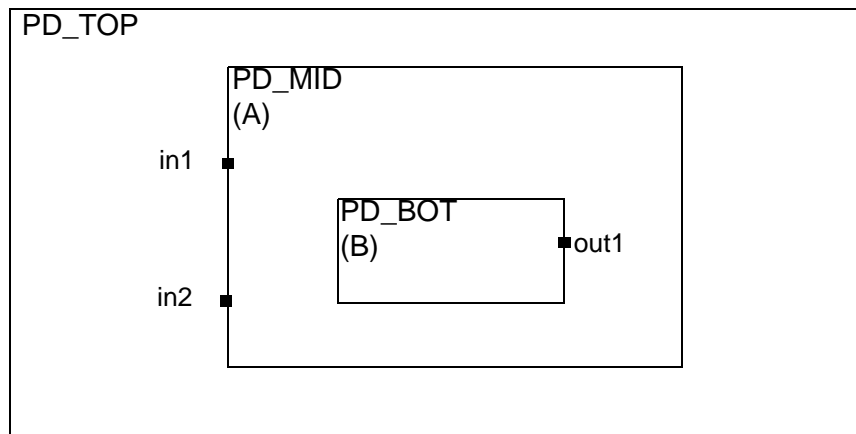 PD_TOP
PD_MID
(A)
in1
PD_BOT
(B)
out1
in2